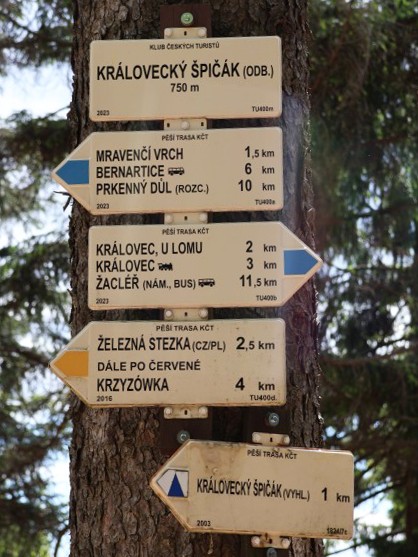 KLUB ČESKÝCH TURISTŮ
KRÁLOVECKÝ ŠPIČÁK (ODB.)
750 m
2023 TU400m
PĚŠÍ TRASA KČT
MRAVENČÍ VRCH 1,5 km
BERNARTICE 6 km
PRKENNÝ DŮL (ROZC.) 10 km
2023 TU400a
PĚŠÍ TRASA KČT
KRÁLOVEC, U LOMU 2 km
KRÁLOVEC 3 km
ŽACLÉŘ (NÁM., BUS) 11,5 km
2023 TU400b
PĚŠÍ TRASA KČT
ŽELEZNÁ STEZKA (CZ/PL) 2,5 km
DÁLE PO ČERVENÉ
KRZYZÓWKA 4 km
2016 TU400d
PĚŠÍ TRASA KČT
KRÁLOVECKÝ ŠPIČÁK (VYHL.) 1 km
2003